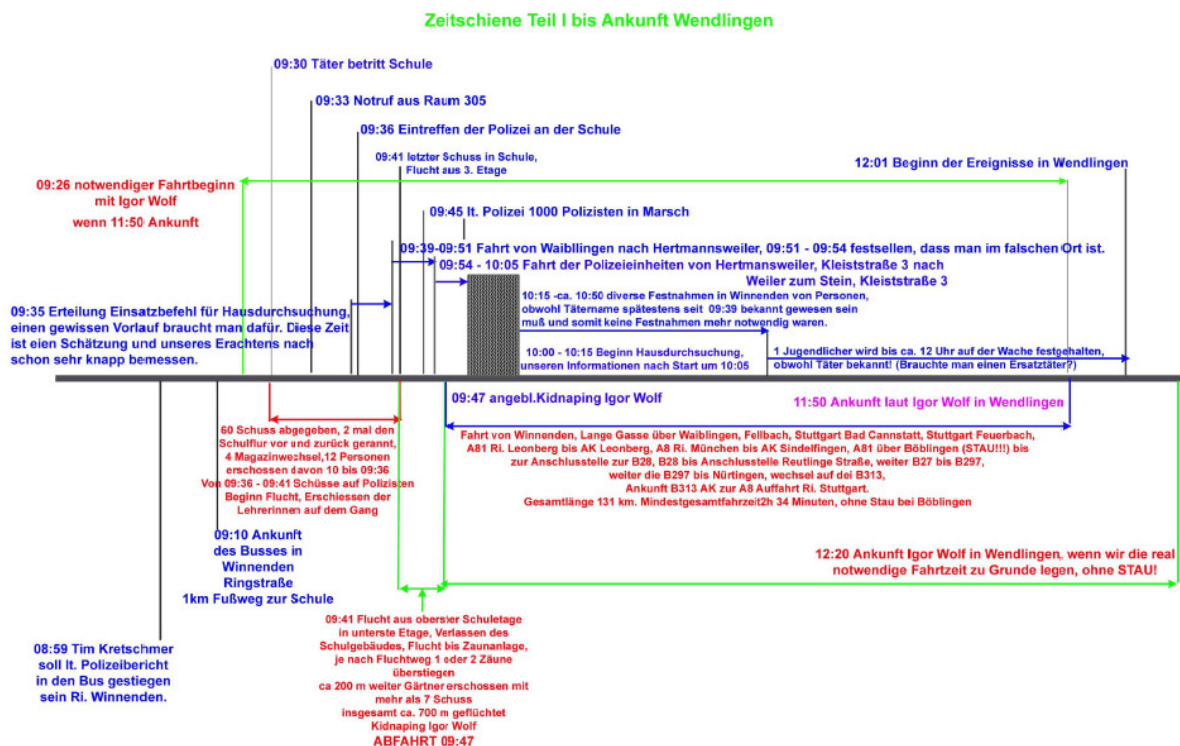 Zeitschiene Teil I bis Ankunft Wendlingen
09:30 Täter betritt Schule
09:33 Notruf aus Raum 305
09:36 Eintreffen der Polizei an der Schule
09:41 letzter Schuss in Schule,
Flucht aus 3. Etage
12:01 Beginn der Ereignisse in Wendlingen
09:26 notwendiger Fahrtbeginn
mit Igor Wolf
wenn 11:50 Ankunft
09:45 lt. Polizei 1000 Polizisten in Marsch
09:39-09:51 Fahrt von Waibllingen nach Hertmannsweiler, 09:51 - 09:54 festsellen, dass man im falschen Ort ist.
09:54 - 10:05 Fahrt der Polizeieinheiten von Hertmansweiler, Kleiststraße 3 nach
Weiler zum Stein, Kleiststraße 3
09:35 Erteilung Einsatzbefehl für Hausdurchsuchung,
einen gewissen Vorlauf braucht man dafür. Diese Zeit
ist eien Schätzung und unseres Erachtens nach
schon sehr knapp bemessen.
10:15 -ca. 10:50 diverse Festnahmen in Winnenden von Personen,
obwohl Tätername spätestens seit 09:39 bekannt gewesen sein
muß und somit keine Festnahmen mehr notwendig waren.
10:00 - 10:15 Beginn Hausdurchsuchung,
unseren Informationen nach Start um 10:05
1 Jugendlicher wird bis ca. 12 Uhr auf der Wache festgehalten,
obwohl Täter bekannt! (Brauchte man einen Ersatztäter?)
09:47 angebl.Kidnaping Igor Wolf
11:50 Ankunft laut Igor Wolf in Wendlingen
60 Schuss abgegeben, 2 mal den
Schulflur vor und zurück gerannt,
4 Magazinwechsel,12 Personen
erschossen davon 10 bis 09:36
Von 09:36 - 09:41 Schüsse auf Polizisten
Beginn Flucht, Erschiessen der
Lehrerinnen auf dem Gang
Fahrt von Winnenden, Lange Gasse über Waiblingen, Fellbach, Stuttgart Bad Cannstatt, Stuttgart Feuerbach,
A81 Ri. Leonberg bis AK Leonberg, A8 Ri. München bis AK Sindelfingen, A81 über Böblingen (STAU!!!) bis
zur Anschlusstelle zur B28, B28 bis Anschlusstelle Reutlinge Straße, weiter B27 bis B297,
weiter die B297 bis Nürtingen, wechsel auf dei B313,
Ankunft B313 AK zur A8 Auffahrt Ri. Stuttgart.
Gesamtlänge 131 km. Mindestgesamtfahrzeit2h 34 Minuten, ohne Stau bei Böblingen
09:10 Ankunft
des Busses in
Winnenden
Ringstraße
1km Fußweg zur Schule
12:20 Ankunft Igor Wolf in Wendlingen, wenn wir die real
notwendige Fahrtzeit zu Grunde legen, ohne STAU!
08:59 Tim Kretschmer
soll lt. Polizeibericht
in den Bus gestiegen
sein Ri. Winnenden.
09:41 Flucht aus oberster Schuletage
in unterste Etage, Verlassen des
Schulgebäudes, Flucht bis Zaunanlage,
je nach Fluchtweg 1 oder 2 Zäune
überstiegen
ca 200 m weiter Gärtner erschossen mit
mehr als 7 Schuss
insgesamt ca. 700 m geflüchtet
Kidnaping Igor Wolf
ABFAHRT 09:47